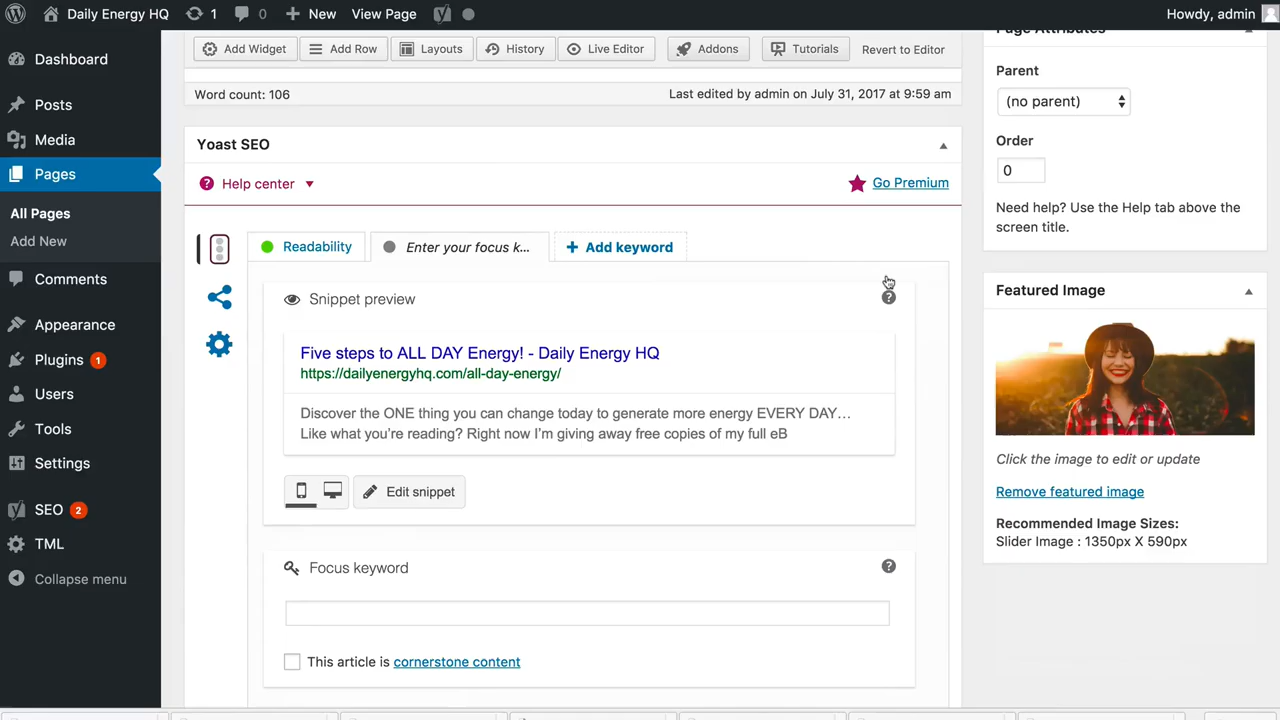 Daily Energy HQ 1 0 New View Page Howdy, admin
Dashboard
Posts
Media
Pages
All Pages
Add New
Comments
Appearance
Plugins 1
Users
Tools
Settings
SEO 2
TML
Collapse menu
Add Widget Add Row Layouts History Live Editor Addons Tutorials Revert to Editor
Word count: 106 Last edited by admin on July 31, 2017 at 9:59 am
Yoast SEO
Help center Go Premium
Readability Enter your focus k... + Add keyword
Snippet preview
Five steps to ALL DAY Energy! - Daily Energy HQ
https://dailyenergyhq.com/all-day-energy/
Discover the ONE thing you can change today to generate more energy EVERY DAY…
Like what you're reading? Right now I'm giving away free copies of my full eB
Edit snippet
Focus keyword
This article is cornerstone content
Page Attributes
Parent
(no parent)
Order
0
Need help? Use the Help tab above the
screen title.
Featured Image
Click the image to edit or update
Remove featured image
Recommended Image Sizes:
Slider Image : 1350px X 590px